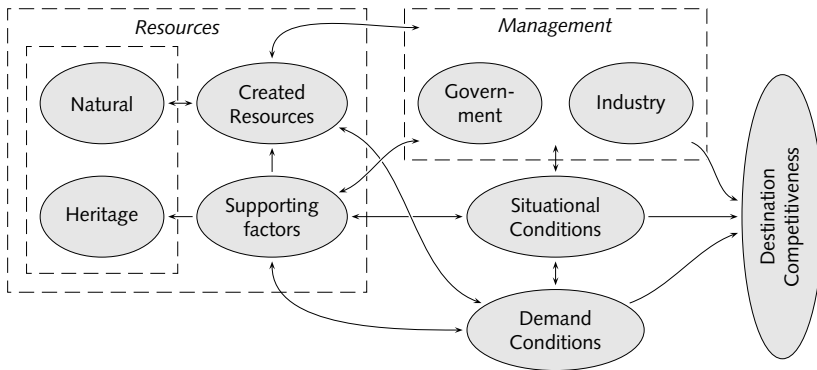 Resources
Management
Natural
Created
Resources
Govern-
ment
Industry
Heritage
Supporting
factors
Situational
Conditions
Demand
Conditions
Destination
Competitiveness